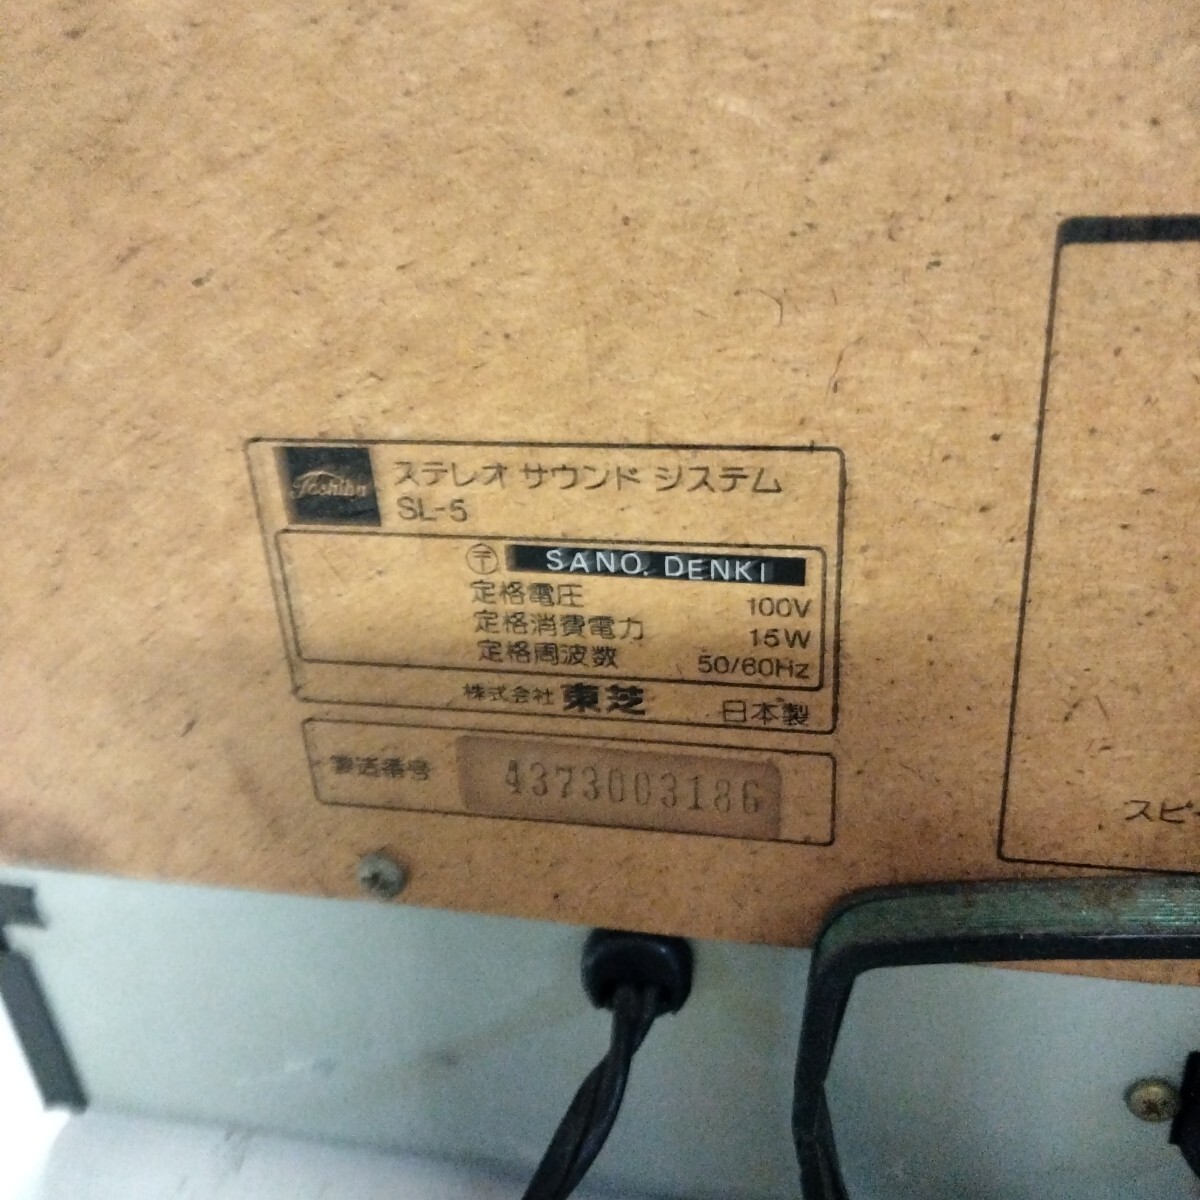 Toshiba
ステレオ サウンド システム
SL-5
〒 SANO. DENKI
定格電圧 100V
定格消費電力 15W
定格周波数 50/60Hz
株式会社 東芝 日本製
製造番号 4373003186
スピ